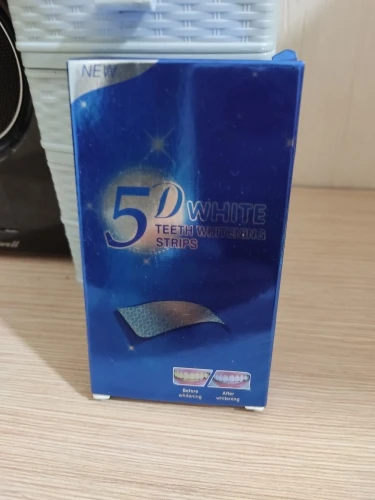 NEW
5D WHITE
TEETH WHITENING
STRIPS
Before
whitening
After
whitening